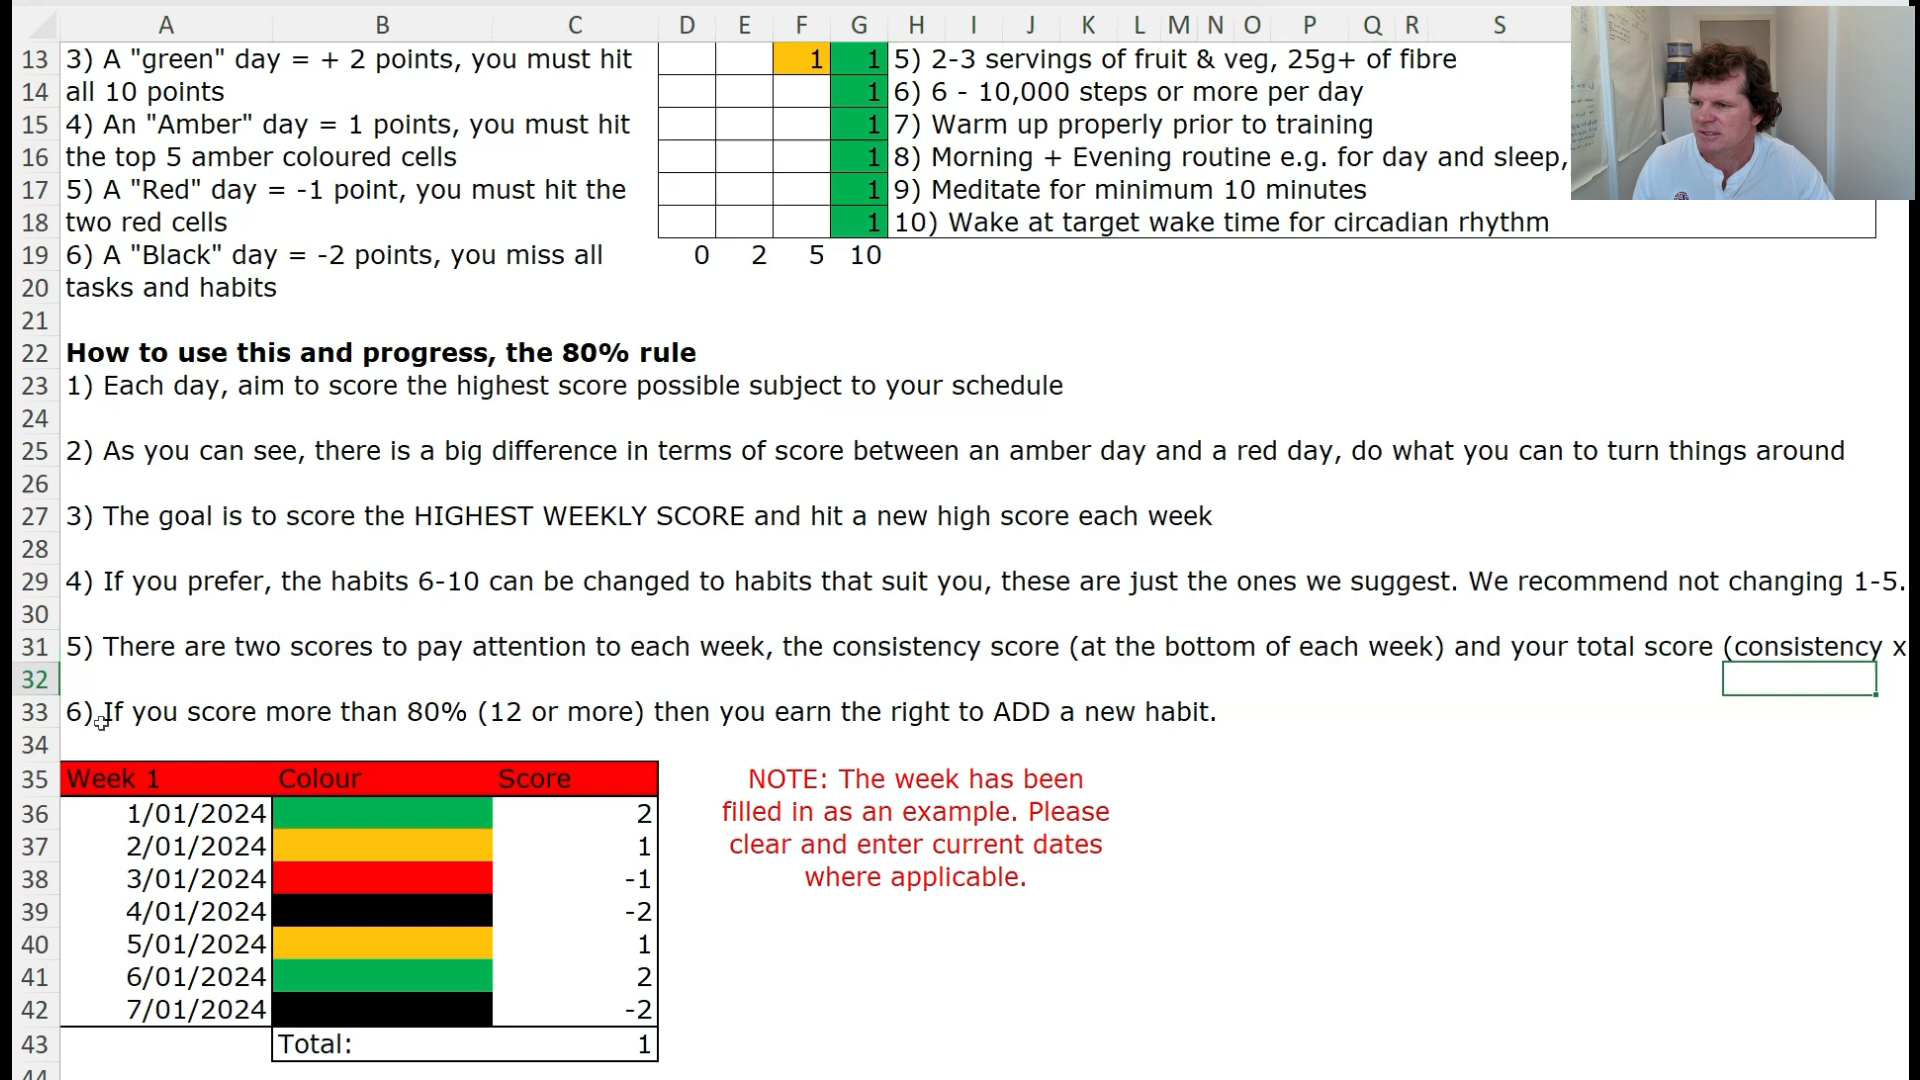 A B C D E F G H I J K L M N O P Q R S
13 3) A "green" day = + 2 points, you must hit 1 1 5) 2-3 servings of fruit & veg, 25g+ of fibre
14 all 10 points 1 6) 6 - 10,000 steps or more per day
15 4) An "Amber" day = 1 points, you must hit 1 7) Warm up properly prior to training
16 the top 5 amber coloured cells 1 8) Morning + Evening routine e.g. for day and sleep,
17 5) A "Red" day = -1 point, you must hit the 1 9) Meditate for minimum 10 minutes
18 two red cells 1 10) Wake at target wake time for circadian rhythm
19 6) A "Black" day = -2 points, you miss all 0 2 5 10
20 tasks and habits
21
22 How to use this and progress, the 80% rule
23 1) Each day, aim to score the highest score possible subject to your schedule
24
25 2) As you can see, there is a big difference in terms of score between an amber day and a red day, do what you can to turn things around
26
27 3) The goal is to score the HIGHEST WEEKLY SCORE and hit a new high score each week
28
29 4) If you prefer, the habits 6-10 can be changed to habits that suit you, these are just the ones we suggest. We recommend not changing 1-5.
30
31 5) There are two scores to pay attention to each week, the consistency score (at the bottom of each week) and your total score (consistency x
32
33 6) If you score more than 80% (12 or more) then you earn the right to ADD a new habit.
34
35 Week 1 Colour Score NOTE: The week has been
36 1/01/2024 2 filled in as an example. Please
37 2/01/2024 1 clear and enter current dates
38 3/01/2024 -1 where applicable.
39 4/01/2024 -2
40 5/01/2024 1
41 6/01/2024 2
42 7/01/2024 -2
43 Total: 1
44